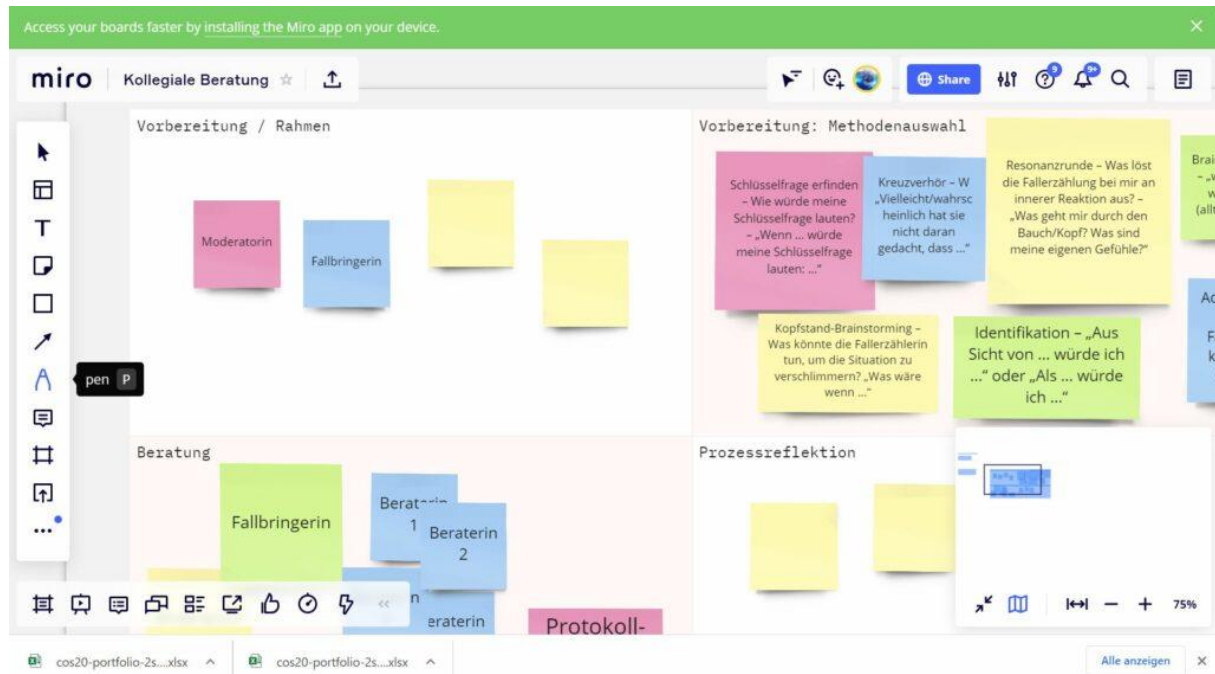 Access your boards faster by installing the Miro app on your device.
miro
Kollegiale Beratung
Share
9
9+
Vorbereitung / Rahmen
Moderatorin
Fallbringerin
Vorbereitung: Methodenauswahl
Schlüsselfrage erfinden
– Wie würde meine
Schlüsselfrage lauten?
– „Wenn ... würde
meine Schlüsselfrage
lauten: ...“
Kreuzverhör – W
„Vielleicht/wahrsc
heinlich hat sie
nicht daran
gedacht, dass ...“
Resonanzrunde – Was löst
die Fallerzählung bei mir an
innerer Reaktion aus? –
„Was geht mir durch den
Bauch/Kopf? Was sind
meine eigenen Gefühle?“
Kopfstand-Brainstorming –
Was könnte die Fallerzählerin
tun, um die Situation zu
verschlimmern? „Was wäre
wenn ...“
Identifikation – „Aus
Sicht von ... würde ich
...“ oder „Als ... würde
ich ...“
pen P
Beratung
Fallbringerin
Beraterin
1
Beraterin
2
eraterin
Protokoll-
Prozessreflektion
75%
cos20-portfolio-2s....xlsx
cos20-portfolio-2s....xlsx
Alle anzeigen